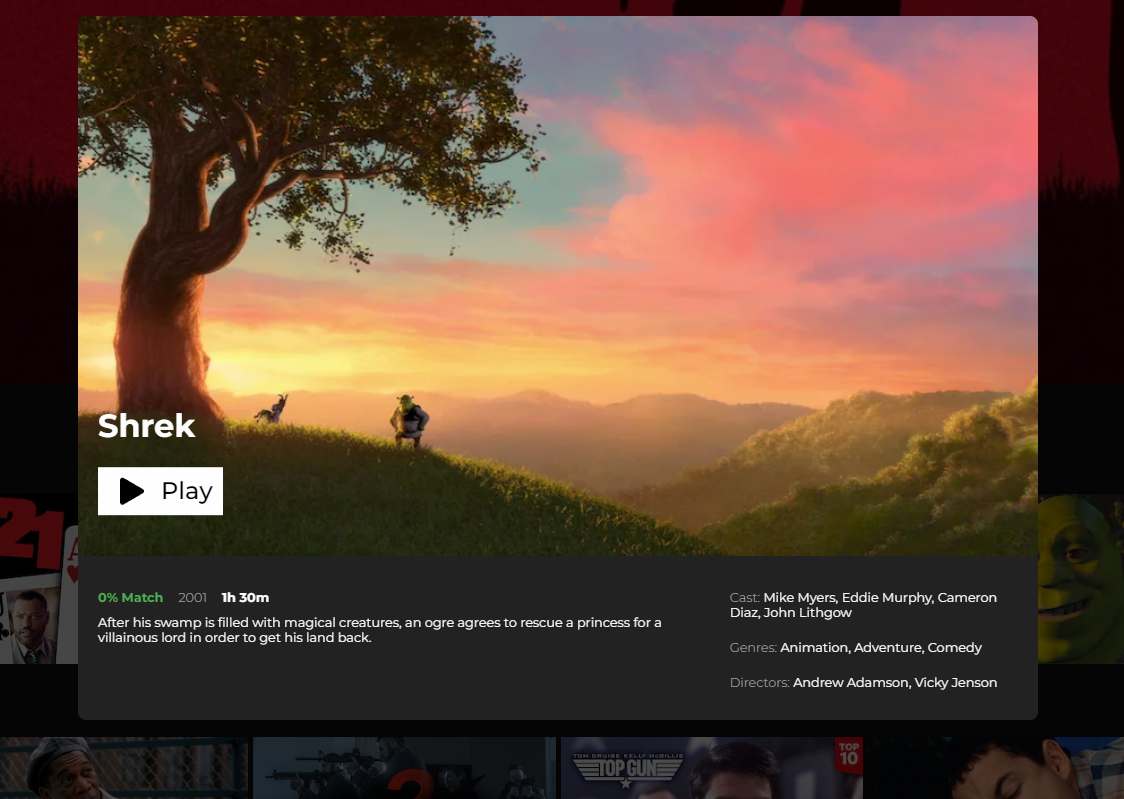 Shrek
Play
0% Match 2001 1h 30m
After his swamp is filled with magical creatures, an ogre agrees to rescue a princess for a
villainous lord in order to get his land back.
Cast: Mike Myers, Eddie Murphy, Cameron
Diaz, John Lithgow
Genres: Animation, Adventure, Comedy
Directors: Andrew Adamson, Vicky Jenson
21
A
J
TOM CRUISE KELLY McGILLIS
TOP GUN
TOP
10